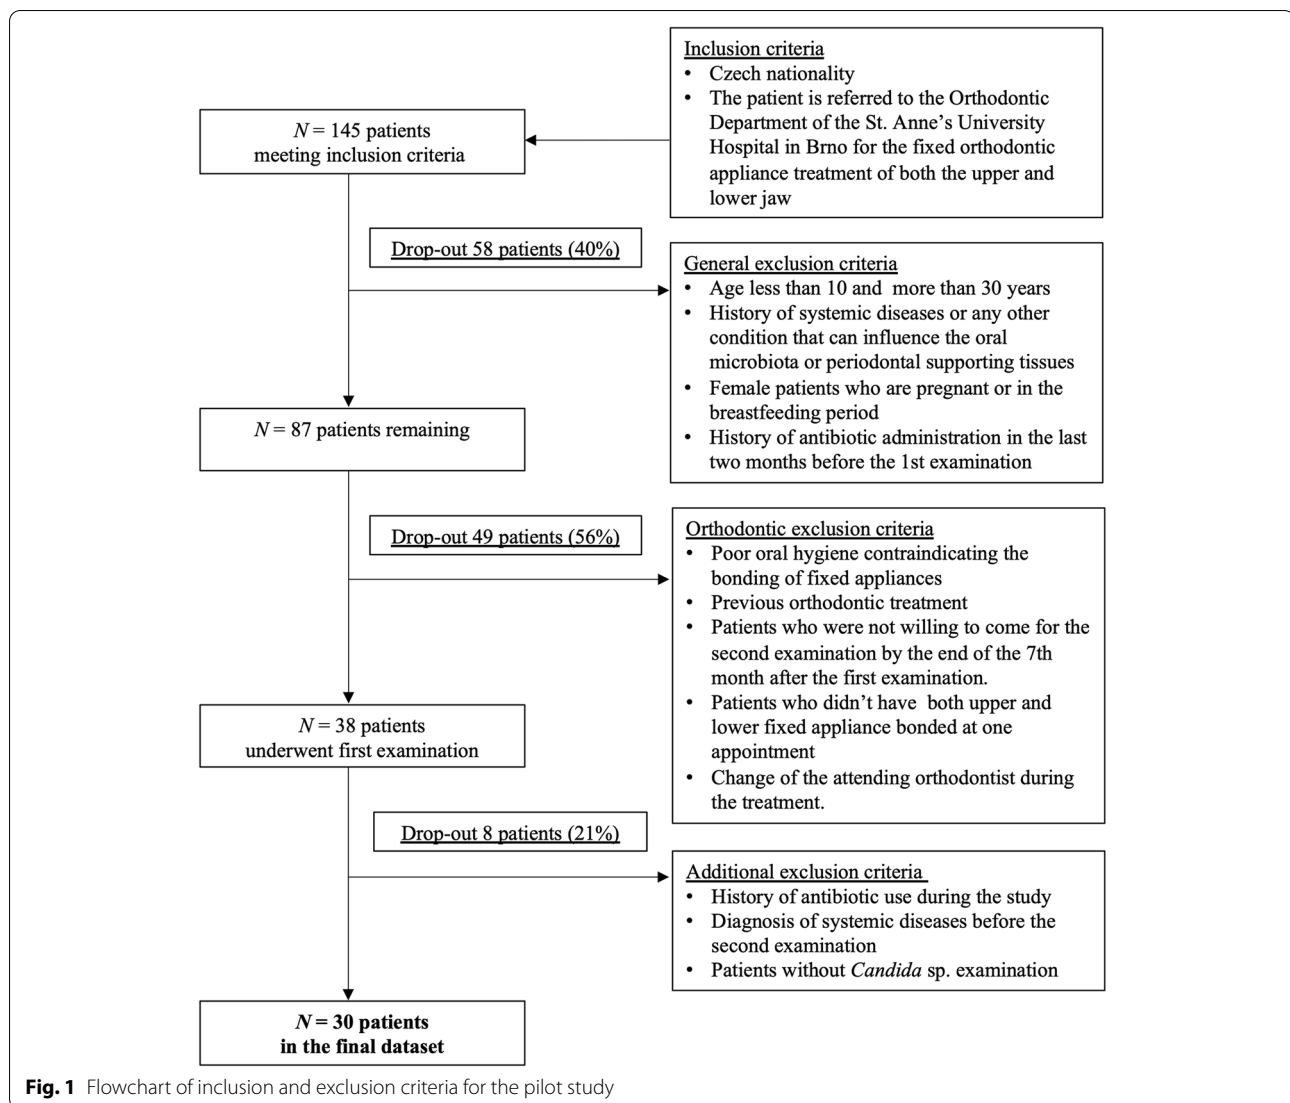 Inclusion criteria
• Czech nationality
• The patient is referred to the Orthodontic
Department of the St. Anne's University
Hospital in Brno for the fixed orthodontic
appliance treatment of both the upper and
lower jaw
N = 145 patients
meeting inclusion criteria
Drop-out 58 patients (40%)
General exclusion criteria
• Age less than 10 and  more than 30 years
• History of systemic diseases or any other
condition that can influence the oral
microbiota or periodontal supporting tissues
• Female patients who are pregnant or in the
breastfeeding period
• History of antibiotic administration in the last
two months before the 1st examination
N = 87 patients remaining
Drop-out 49 patients (56%)
Orthodontic exclusion criteria
• Poor oral hygiene contraindicating the
bonding of fixed appliances
• Previous orthodontic treatment
• Patients who were not willing to come for the
second examination by the end of the 7th
month after the first examination.
• Patients who didn't have  both upper and
lower fixed appliance bonded at one
appointment
• Change of the attending orthodontist during
the treatment.
N = 38 patients
underwent first examination
Drop-out 8 patients (21%)
Additional exclusion criteria
• History of antibiotic use during the study
• Diagnosis of systemic diseases before the
second examination
• Patients without Candida sp. examination
N = 30 patients
in the final dataset
Fig. 1 Flowchart of inclusion and exclusion criteria for the pilot study